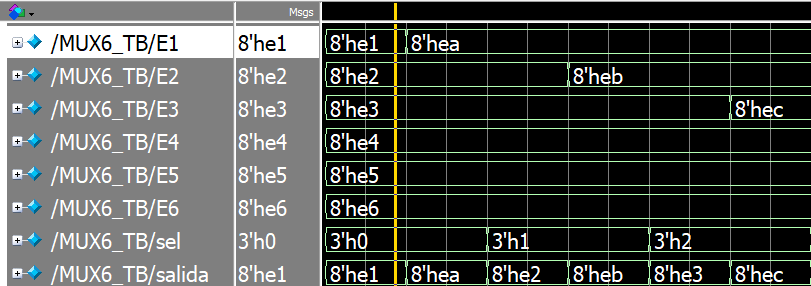 Msgs
/MUX6_TB/E1 8'he1 8'he1 8'hea
/MUX6_TB/E2 8'he2 8'he2 8'heb
/MUX6_TB/E3 8'he3 8'he3 8'hec
/MUX6_TB/E4 8'he4 8'he4
/MUX6_TB/E5 8'he5 8'he5
/MUX6_TB/E6 8'he6 8'he6
/MUX6_TB/sel 3'h0 3'h0 3'h1 3'h2
/MUX6_TB/salida 8'he1 8'he1 8'hea 8'he2 8'heb 8'he3 8'hec